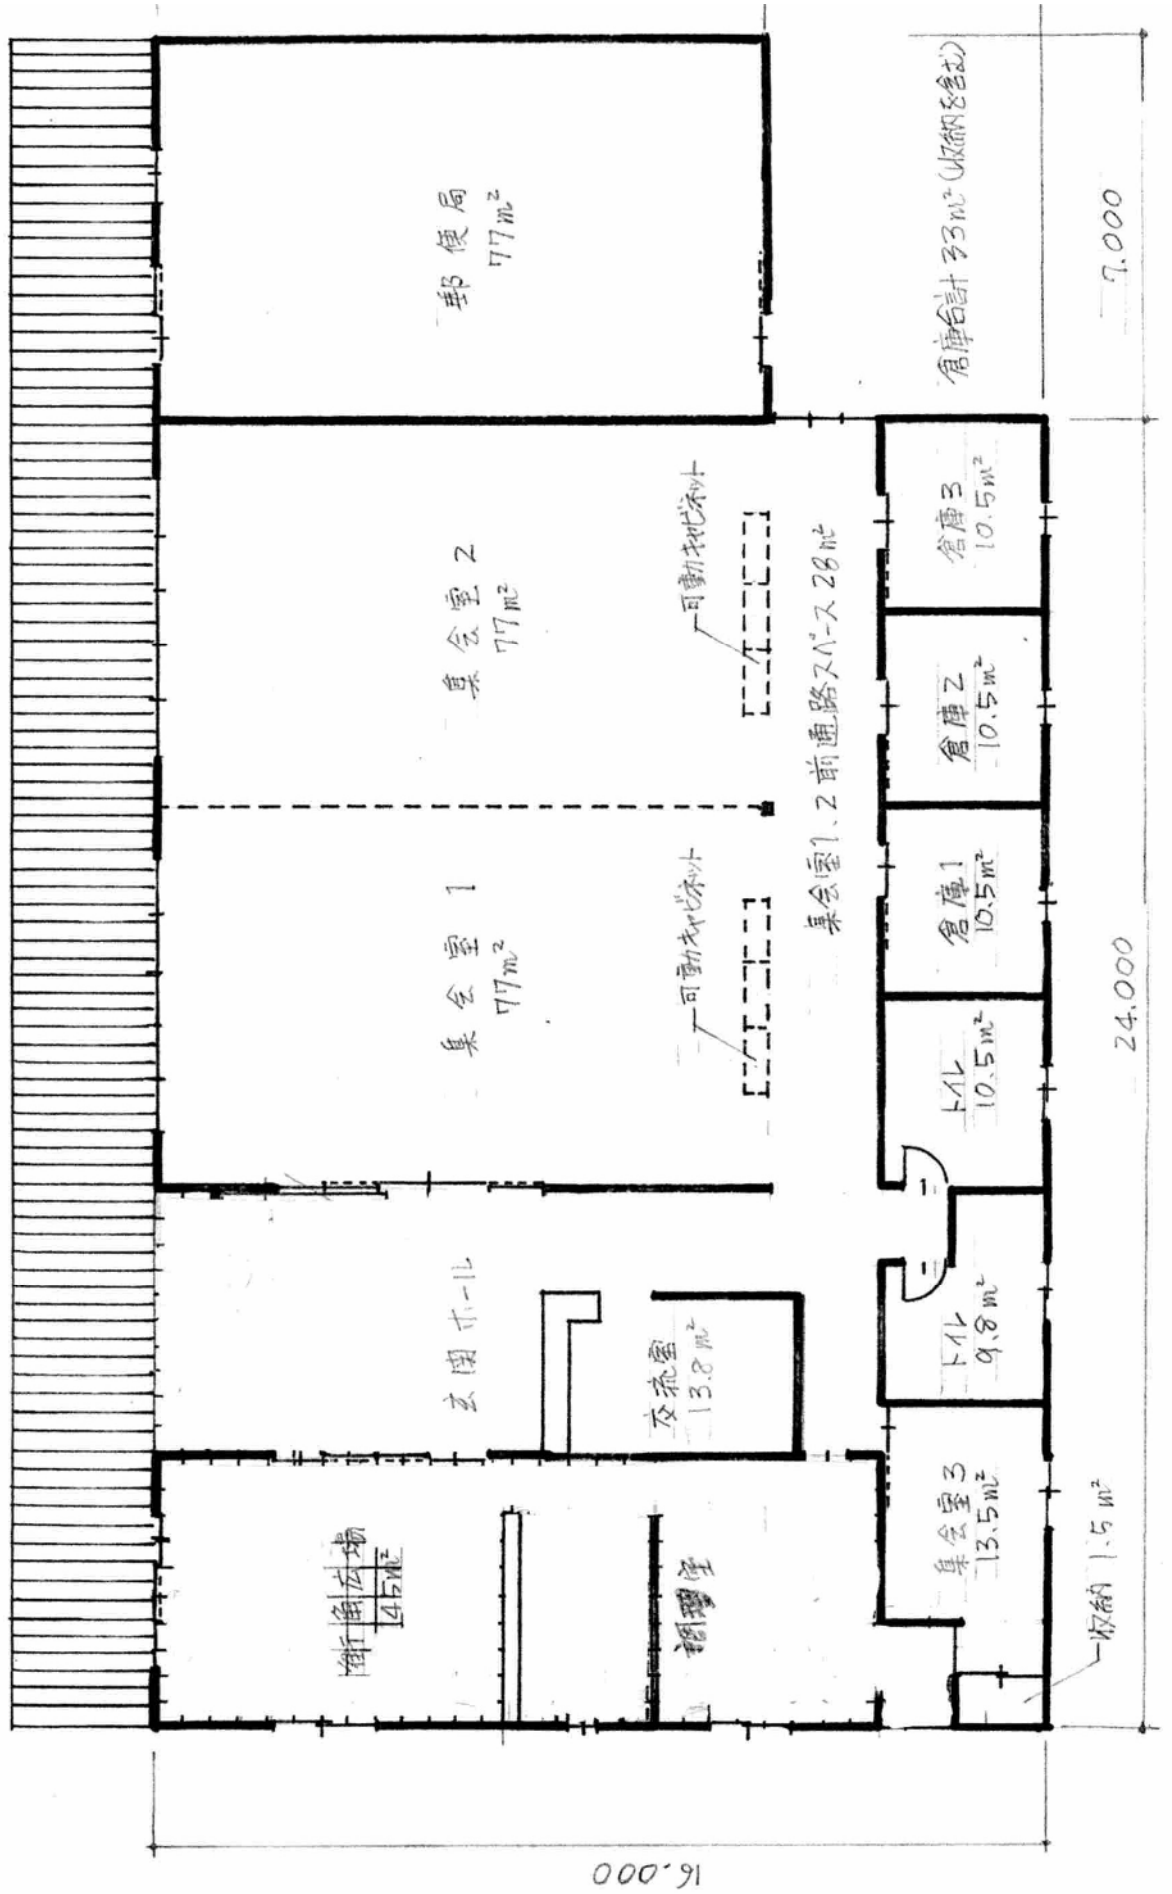 街角広場
45m²
調理室
玄関ホール
交流室
13.8m²
集会室 1
77m²
集会室 2
77m²
郵便局
77m²
可動キャビネット
可動キャビネット
集会室1、2前通路スペース 28m²
集会室3
13.5m²
収納 1.5m²
トイレ
9.8m²
トイレ
10.5m²
倉庫1
10.5m²
倉庫2
10.5m²
倉庫3
10.5m²
倉庫合計 33m²(収納を含む)
16.000
24.000
7.000